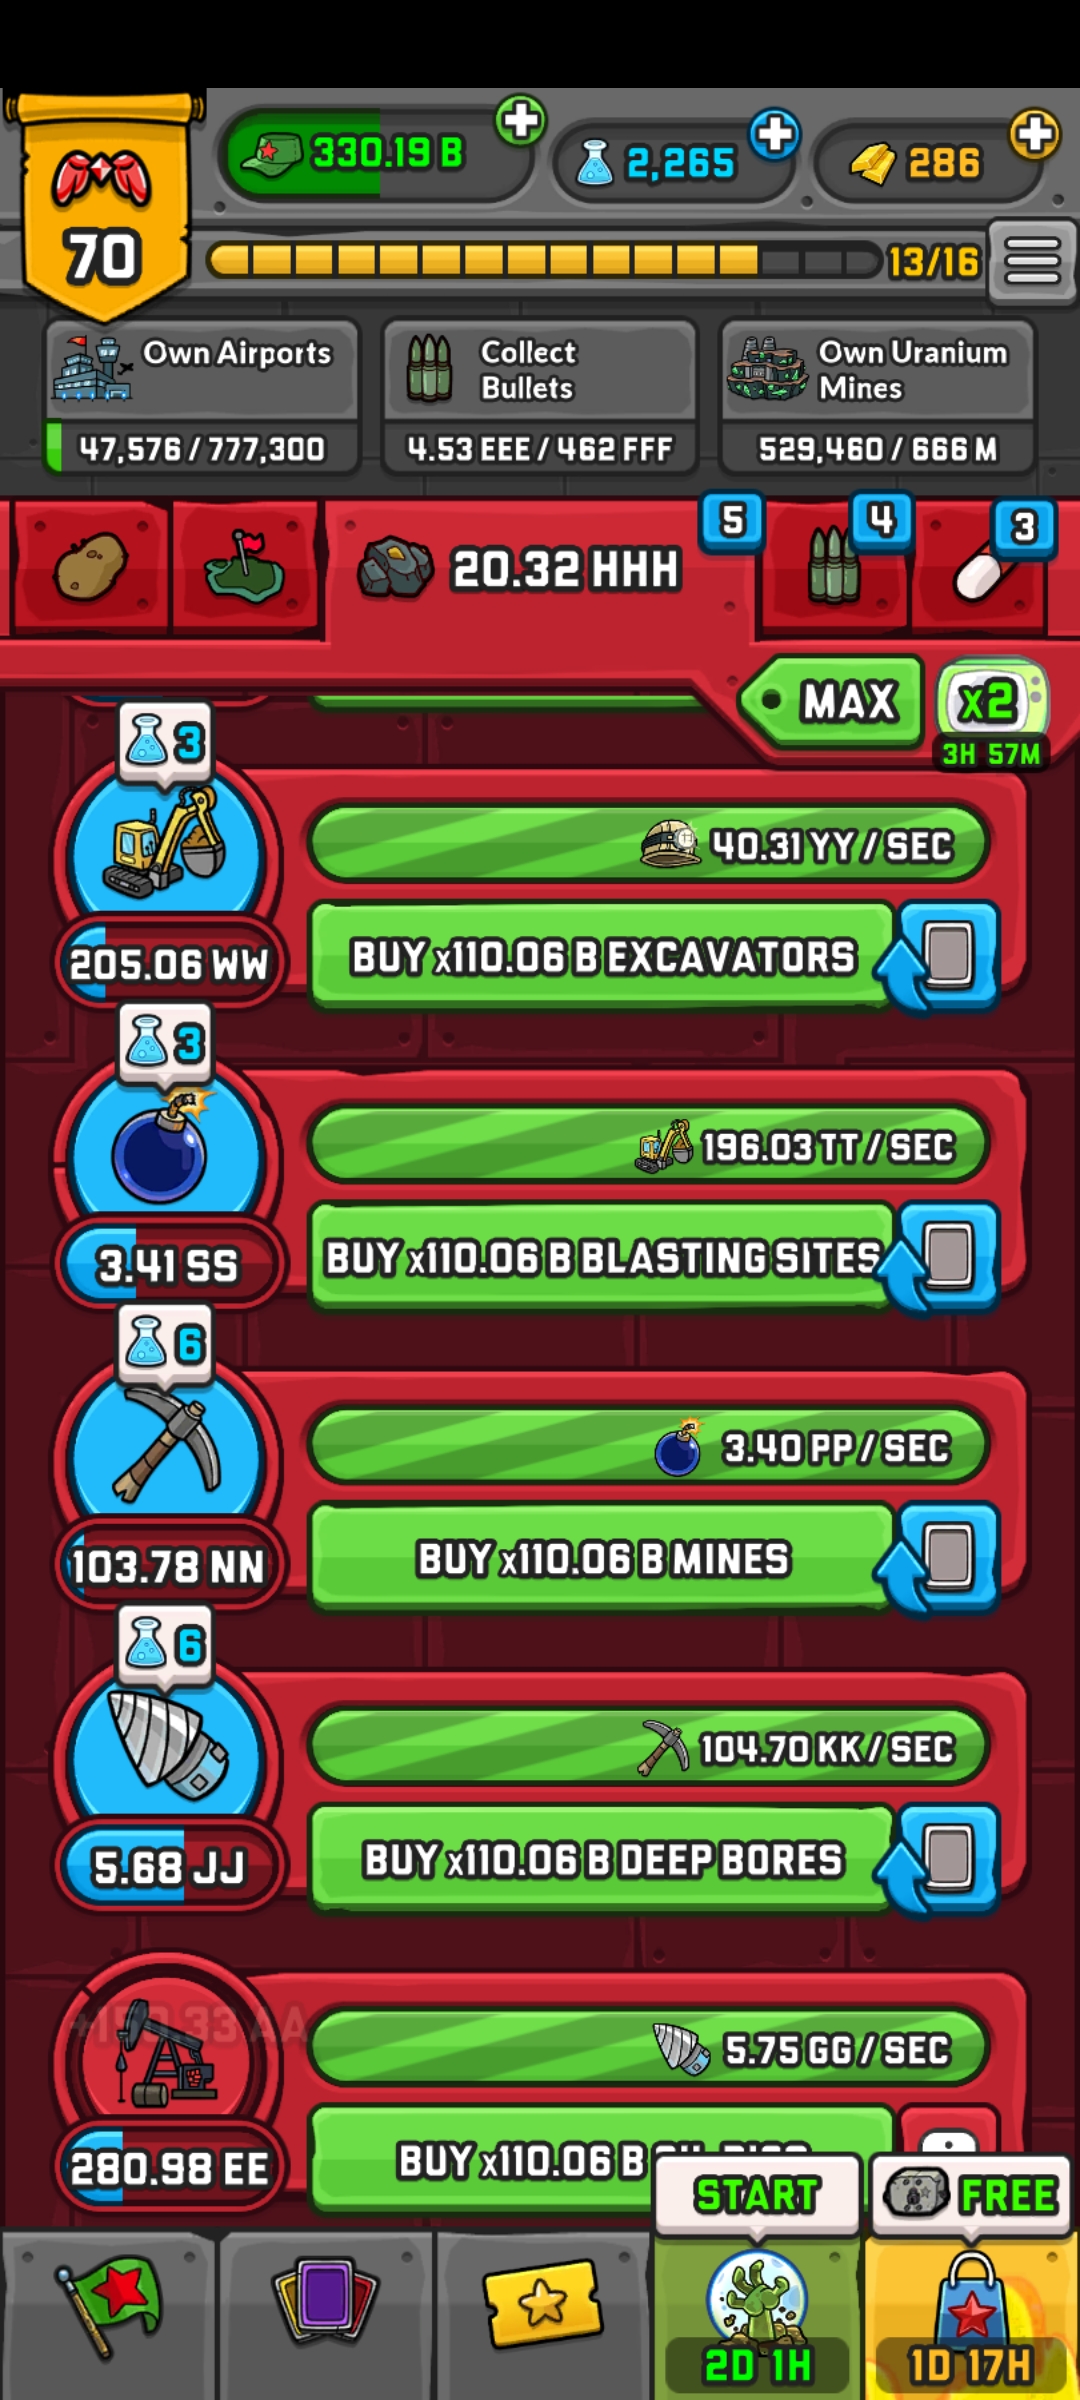 330.19 B
2,265
286
70
13/16
Own Airports
47,576 / 777,300
Collect
Bullets
4.53 EEE / 462 FFF
Own Uranium
Mines
529,460 / 666 M
20.32 HHH
5
4
3
MAX
x2
3H 57M
3
40.31 YY / SEC
205.06 WW
BUY x110.06 B EXCAVATORS
3
196.03 TT / SEC
3.41 SS
BUY x110.06 B BLASTING SITES
6
3.40 PP / SEC
103.78 NN
BUY x110.06 B MINES
6
104.70 KK / SEC
5.68 JJ
BUY x110.06 B DEEP BORES
5.75 GG / SEC
280.98 EE
BUY x110.06 B
START
FREE
2D 1H
1D 17H